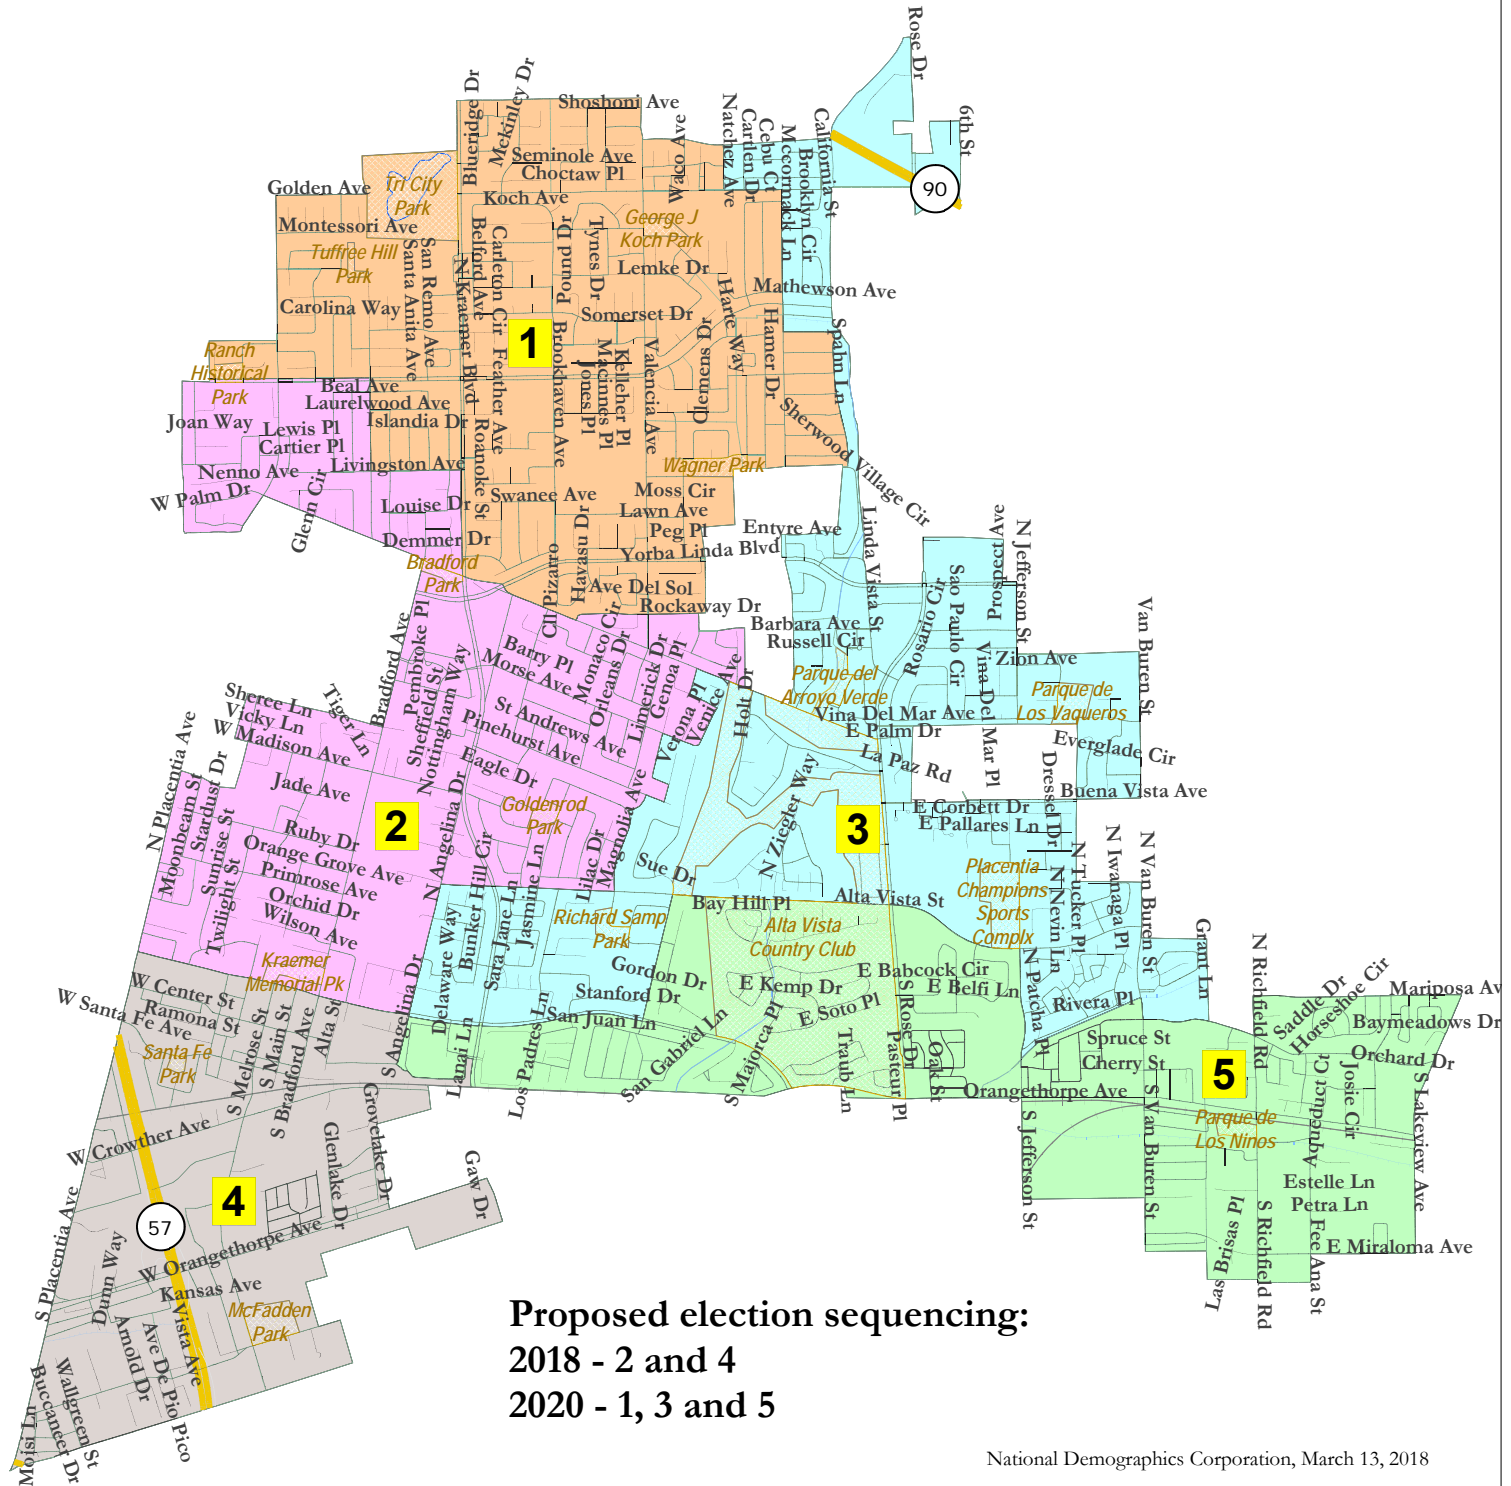 Rose Dr
6th St
90
California St
Blueridge Dr
Mckinley Dr
Shoshoni Ave
Waco Ave
Natchez Ave
Carlen Dr
Cebu Ct
Mccormack Ln
Brooklyn Cir
Seminole Ave
Choctaw Pl
Koch Ave
Golden Ave
Tri City
Park
Montessori Ave
Tuffree Hill
Park
George J
Koch Park
Santa Anita Ave
San Remo Ave
N Kraemer Blvd
Belford Ave
Carleton Cir
Pound Dr
Tynes Dr
Lemke Dr
Harte Way
Mathewson Ave
Carolina Way
Somerset Dr
Hamer Dr
Spahn Ln
1
Ranch
Historical
Park
Feather Ave
Brookhaven Ave
Jones Pl
Macinnes Pl
Kelleher Pl
Valencia Ave
Clemens Dr
Beal Ave
Laurelwood Ave
Islandia Dr
Joan Way
Lewis Pl
Cartier Pl
Nenno Ave
Livingston Ave
Roanoke St
Wagner Park
Sherwood Village Cir
W Palm Dr
Glenn Cir
Louise Dr
Swanee Ave
Moss Cir
Lawn Ave
Peg Pl
Entyre Ave
Yorba Linda Blvd
Linda Vista St
Demmer Dr
Bradford
Park
Cll Pizarro
Havasu Dr
Ave Del Sol
Rockaway Dr
Prospect Ave
N Jefferson St
Rosario Cir
Sao Paulo Cir
Van Buren St
Barbara Ave
Russell Cir
Zion Ave
Bradford Ave
Pembroke Pl
Sheffield St
Nottingham Way
Barry Pl
Morse Ave
Monaco Cir
Orleans Dr
Limerick Dr
Genoa Pl
Verona Pl
Venice Ave
Holt Dr
Parque del
Arroyo Verde
Vina Del Mar Ave
E Palm Dr
Vina Del Mar Pl
Parque de
Los Vaqueros
Everglade Cir
Buena Vista Ave
La Paz Rd
Dressel Dr
Sheree Ln
Vicky Ln
W Madison Ave
Tiger Ln
St Andrews Ave
Pinehurst Ave
Eagle Dr
N Placentia Ave
Moonbeam St
Stardust Dr
Sunrise St
Twilight St
Jade Ave
Ruby Dr
Orange Grove Ave
Primrose Ave
Orchid Dr
Wilson Ave
2
N Angelina Dr
Goldenrod
Park
Lilac Dr
Magnolia Ave
Sue Dr
N Ziegler Way
3
E Corbett Dr
E Pallares Ln
Placentia
Champions
Sports
Complx
N Nevin Ln
N Tucker Pl
N Iwanaga Pl
N Van Buren St
Grant Ln
Bay Hill Pl
Alta Vista St
Alta Vista
Country Club
Delaware Way
Bunker Hill Cir
Sara Jane Ln
Jasmine Ln
Richard Samp
Park
Gordon Dr
Stanford Dr
San Juan Ln
E Kemp Dr
E Soto Pl
E Babcock Cir
E Belfi Ln
N Patcha Pl
Rivera Pl
N Richfield Rd
Saddle Dr
Horseshoe Cir
Mariposa Av
Baymeadows Dr
Orchard Dr
Kraemer
Memorial Pk
W Center St
Ramona St
W Santa Fe Ave
Santa Fe
Park
S Melrose St
S Main St
S Bradford Ave
Alta St
S Angelina Dr
Lanai Ln
Los Padres Ln
San Gabriel Ln
S Majorca Pl
Traub Ln
Pasteur Pl
S Rose Dr
Oak St
Spruce St
Cherry St
Orangethorpe Ave
5
Parque de
Los Ninos
Aqueduct Ct
Josie Cir
S Lakeview Ave
W Crowther Ave
Grovelake Dr
Glenlake Dr
Gaw Dr
4
57
S Placentia Ave
W Orangethorpe Ave
Kansas Ave
McFadden
Park
Dunn Way
Vista Ave
Ave De Pio Pico
Arnold Dr
Wallgreen St
Buccaneer Dr
Moisi Ln
S Jefferson St
S Van Buren St
Las Brisas Pl
S Richfield Rd
Fee Ana St
Estelle Ln
Petra Ln
E Miraloma Ave
Proposed election sequencing:
2018 - 2 and 4
2020 - 1, 3 and 5
National Demographics Corporation, March 13, 2018